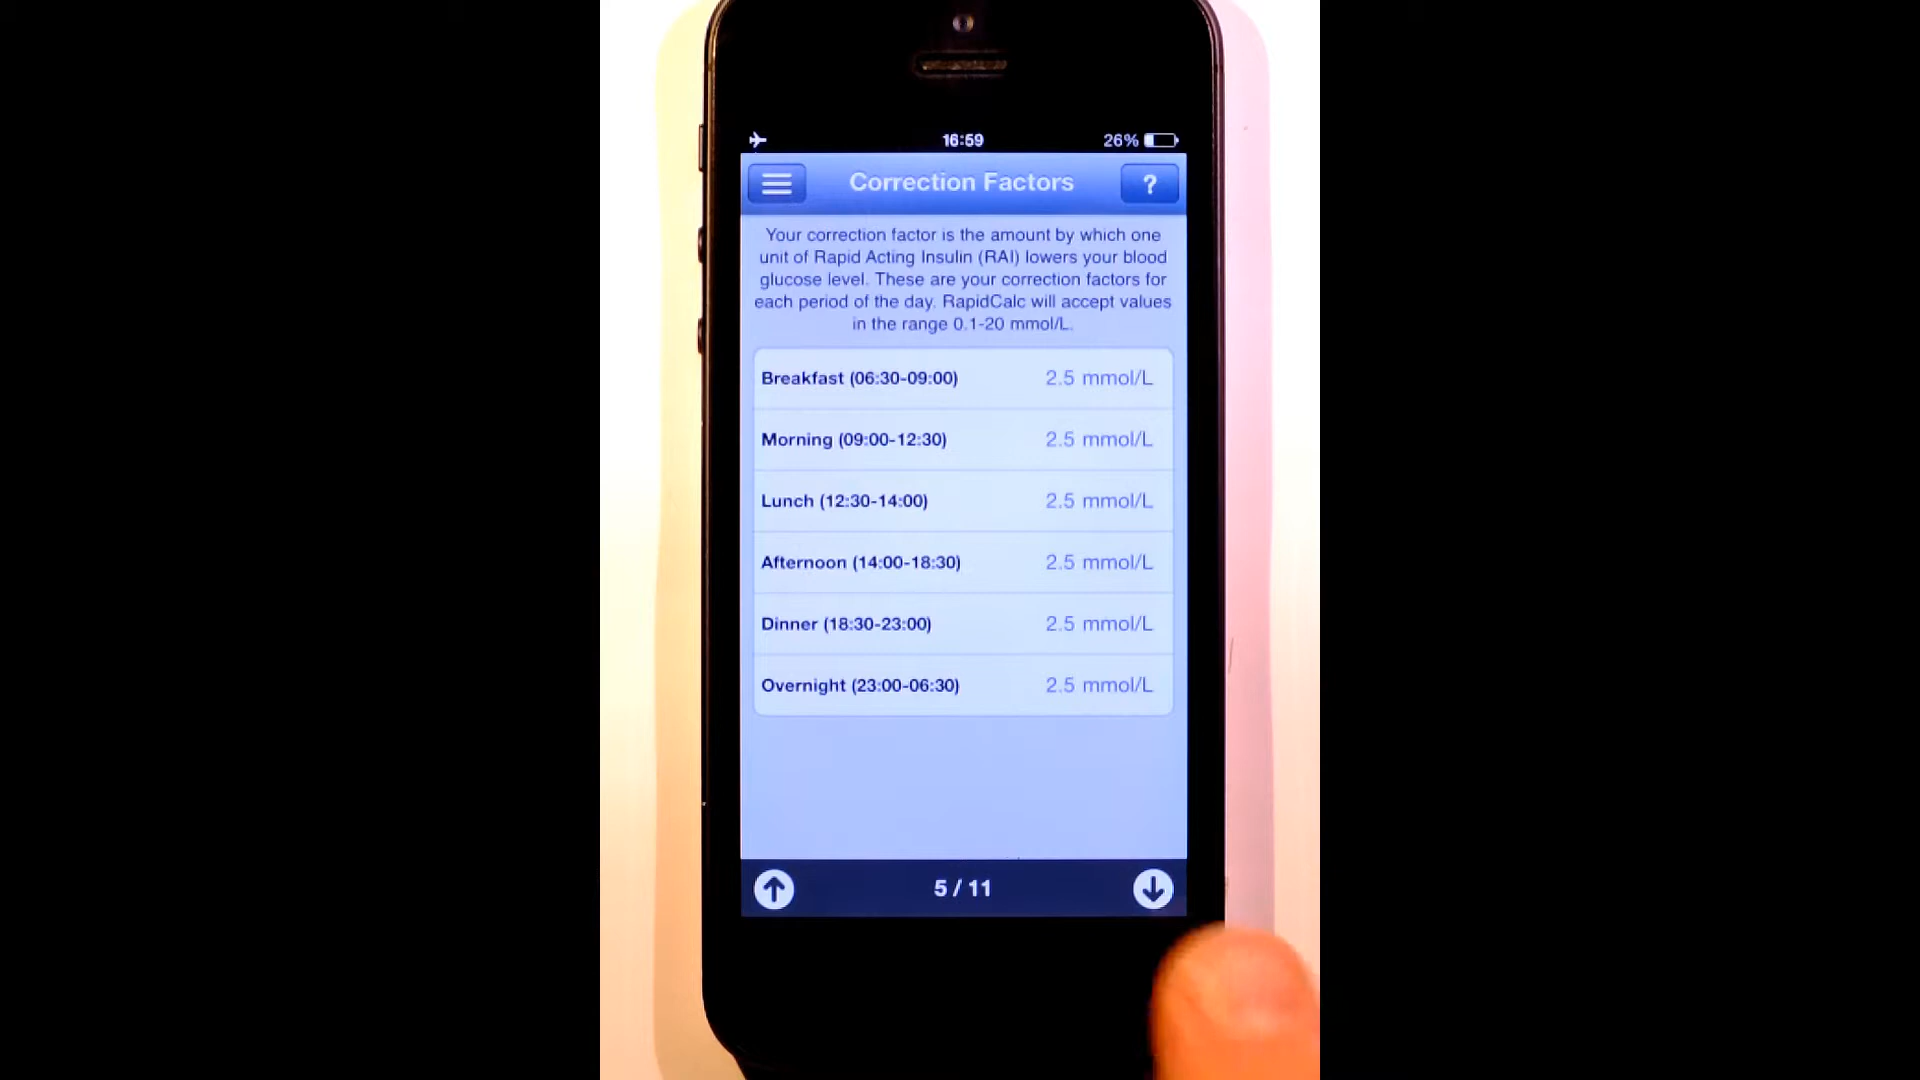 16:59
26%
Correction Factors
?
Your correction factor is the amount by which one
unit of Rapid Acting Insulin (RAI) lowers your blood
glucose level. These are your correction factors for
each period of the day. RapidCalc will accept values
in the range 0.1-20 mmol/L.
Breakfast (06:30-09:00) 2.5 mmol/L
Morning (09:00-12:30) 2.5 mmol/L
Lunch (12:30-14:00) 2.5 mmol/L
Afternoon (14:00-18:30) 2.5 mmol/L
Dinner (18:30-23:00) 2.5 mmol/L
Overnight (23:00-06:30) 2.5 mmol/L
5 / 11